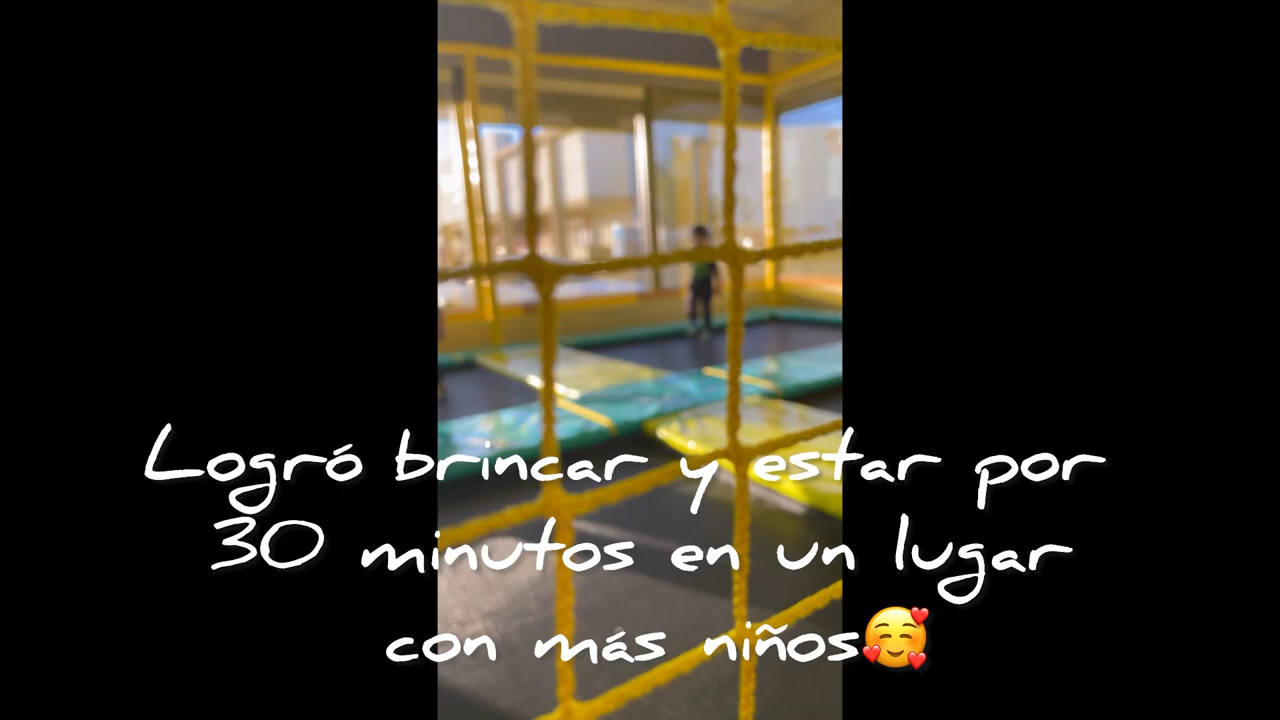 Logró brincar y estar por
30 minutos en un lugar
con más niños🥰